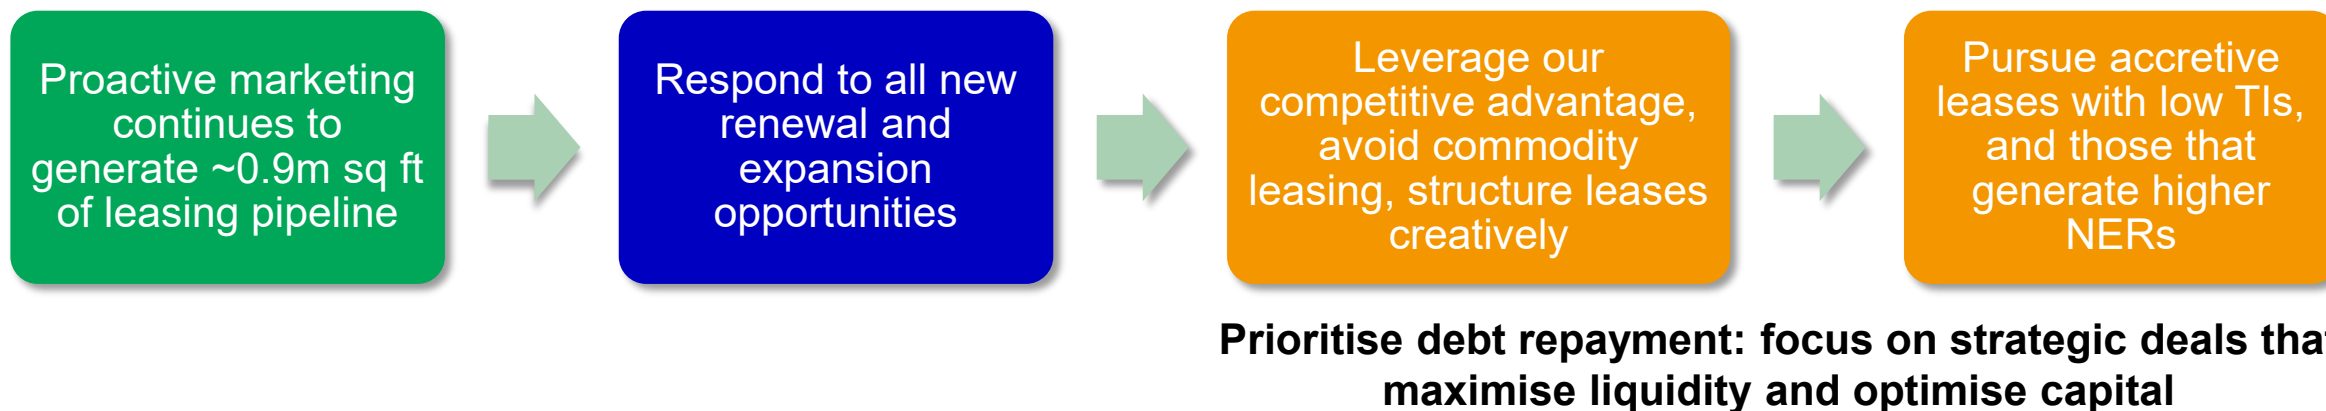 Proactive marketing
continues to
generate ~0.9m sq ft
of leasing pipeline
Respond to all new
renewal and
expansion
opportunities
Leverage our
competitive advantage,
avoid commodity
leasing, structure leases
creatively
Pursue accretive
leases with low TIs,
and those that
generate higher
NERs
Prioritise debt repayment: focus on strategic deals that
maximise liquidity and optimise capital